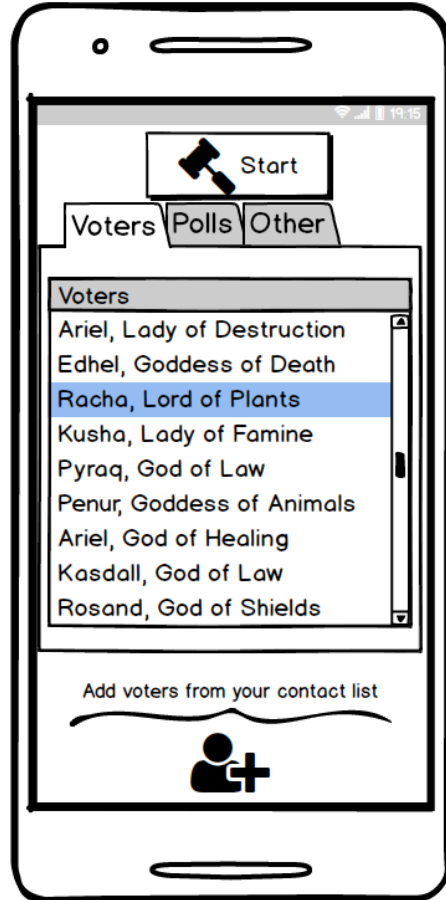 19:15
Start
Voters Polls Other
Voters
Ariel, Lady of Destruction
Edhel, Goddess of Death
Racha, Lord of Plants
Kusha, Lady of Famine
Pyraq, God of Law
Penur, Goddess of Animals
Ariel, God of Healing
Kasdall, God of Law
Rosand, God of Shields
Add voters from your contact list